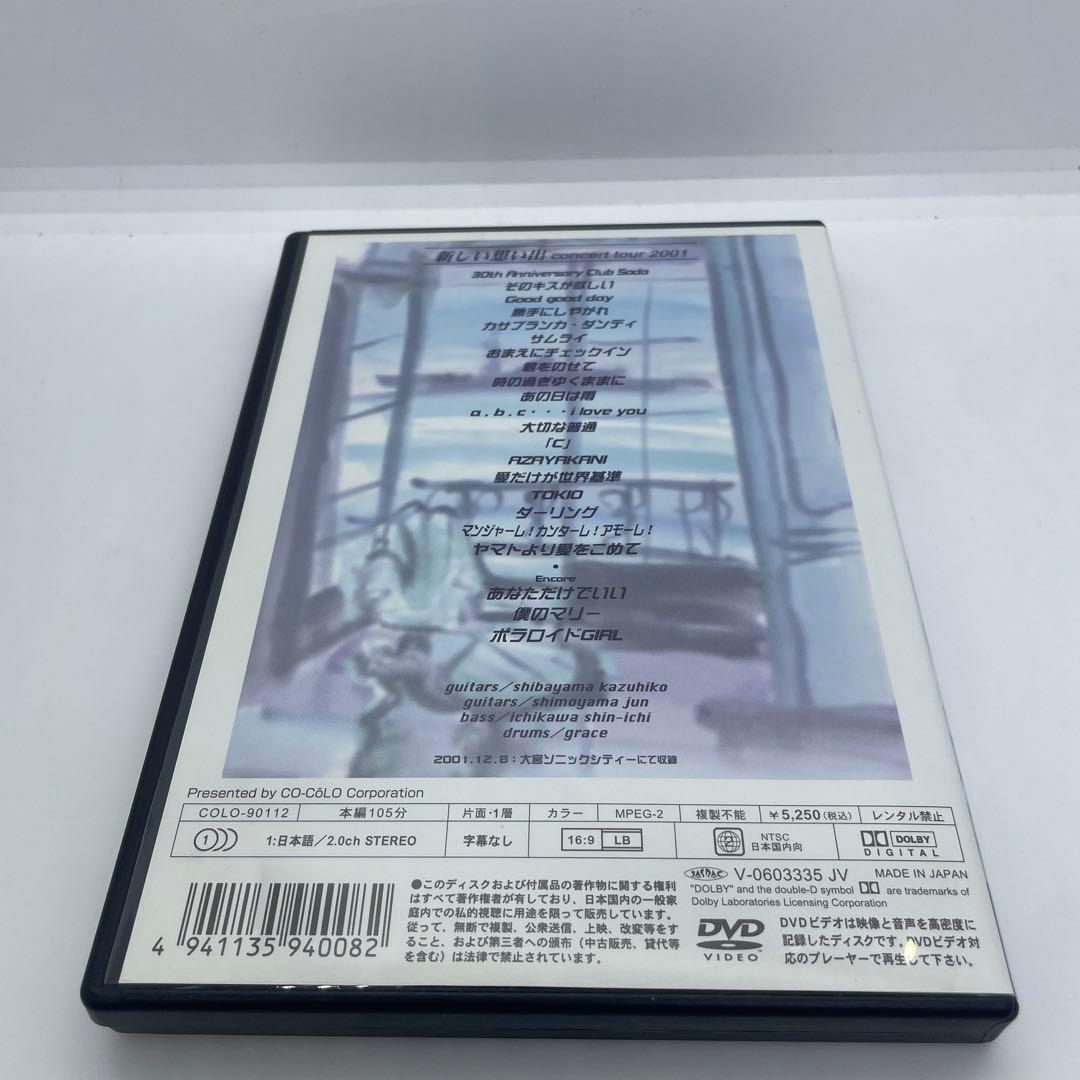 新しい想い出 concert tour 2001
30th Anniversary Club Soda
そのキスが欲しい
Good good day
勝手にしやがれ
カサブランカ・ダンディ
サムライ
おまえにチェックイン
君をのせて
時の過ぎゆくままに
あの日は雨
a.b.c・・・i love you
大切な普通
「C」
AZAYAKANI
愛だけが世界基準
TOKIO
ダーリング
マンジャーレ！カンターレ！アモーレ！
ヤマトより愛をこめて
•
Encore
あなただけでいい
僕のマリー
ポラロイドGIRL
guitars／shibayama kazuhiko
guitars／shimoyama jun
bass／ichikawa shin-ichi
drums／grace
2001.12.8：大宮ソニックシティーにて収録
Presented by CO-CōLO Corporation
COLO-90112 本編105分 片面・1層 カラー MPEG-2 複製不能 ￥5,250(税込) レンタル禁止
1 1:日本語／2.0ch STEREO 字幕なし 16:9 LB 2 NTSC 日本国内向 DOLBY DIGITAL
JASRAC V-0603335 JV MADE IN JAPAN
"DOLBY" and the double-D symbol are trademarks of
Dolby Laboratories Licensing Corporation
4 941135 940082
●このディスクおよび付属品の著作物に関する権利
はすべて著作権者が有しており、日本国内の一般家
庭内での私的視聴に用途を限って販売しています。
従って、無断で複製、公衆送信、上映、改変等をす
ること、および第三者への頒布（中古販売、貸代等
を含む）は法律で禁止されています。
DVD VIDEO™
DVDビデオは映像と音声を高密度に
記録したディスクです。DVDビデオ対
応のプレーヤーで再生して下さい。